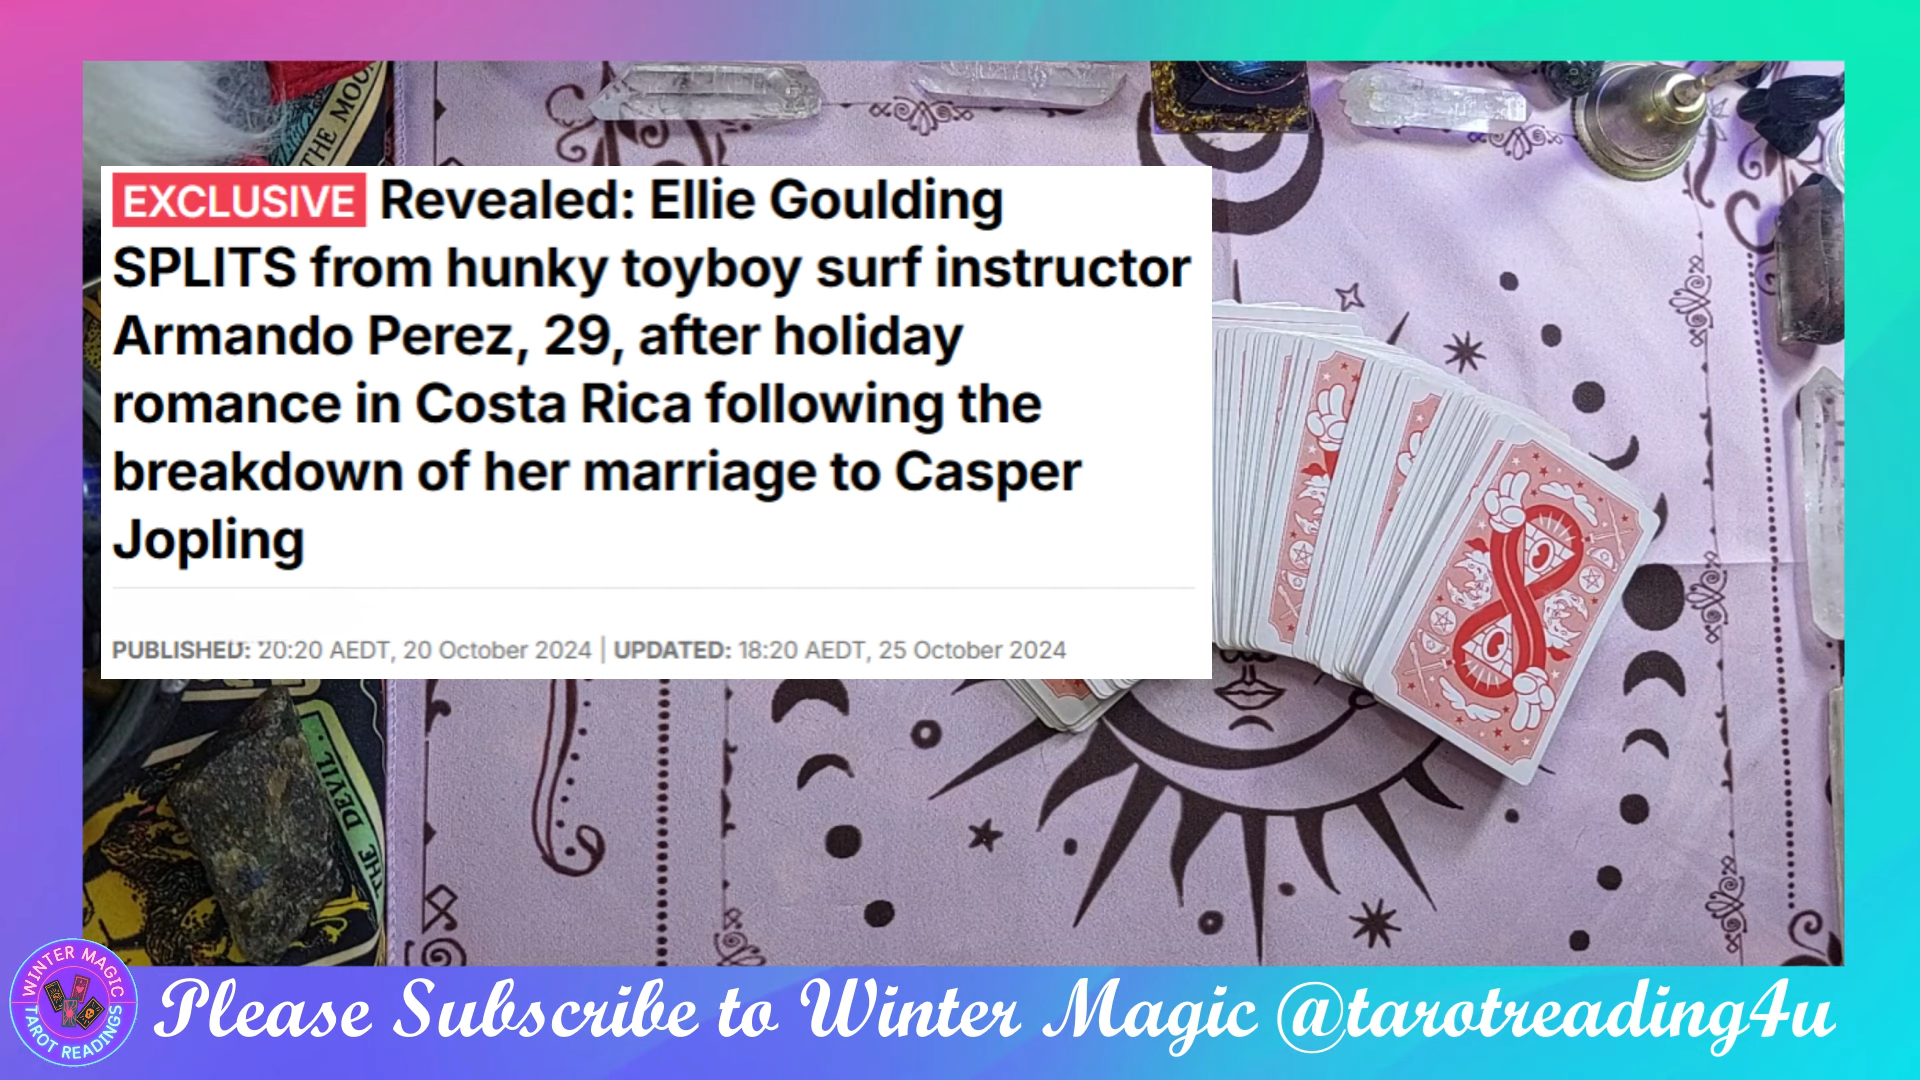 THE MOO
EXCLUSIVE Revealed: Ellie Goulding
SPLITS from hunky toyboy surf instructor
Armando Perez, 29, after holiday
romance in Costa Rica following the
breakdown of her marriage to Casper
Jopling
PUBLISHED: 20:20 AEDT, 20 October 2024 | UPDATED: 18:20 AEDT, 25 October 2024
THE DEVIL.
WINTER MAGIC
TAROT READINGS
Please Subscribe to Winter Magic @tarotreading4u